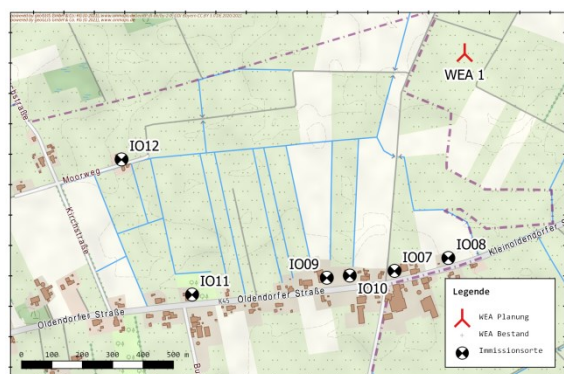 WEA 1
IO12
Moorweg
Kirchstraße
IO08
IO07
IO09
IO10
IO11
K45
Oldendorfer Straße
Oldendorfer Straße
Kleinoldendorfer S
Legende
WEA Planung
WEA Bestand
Immissionsorte
0 100 200 300 400 500 m